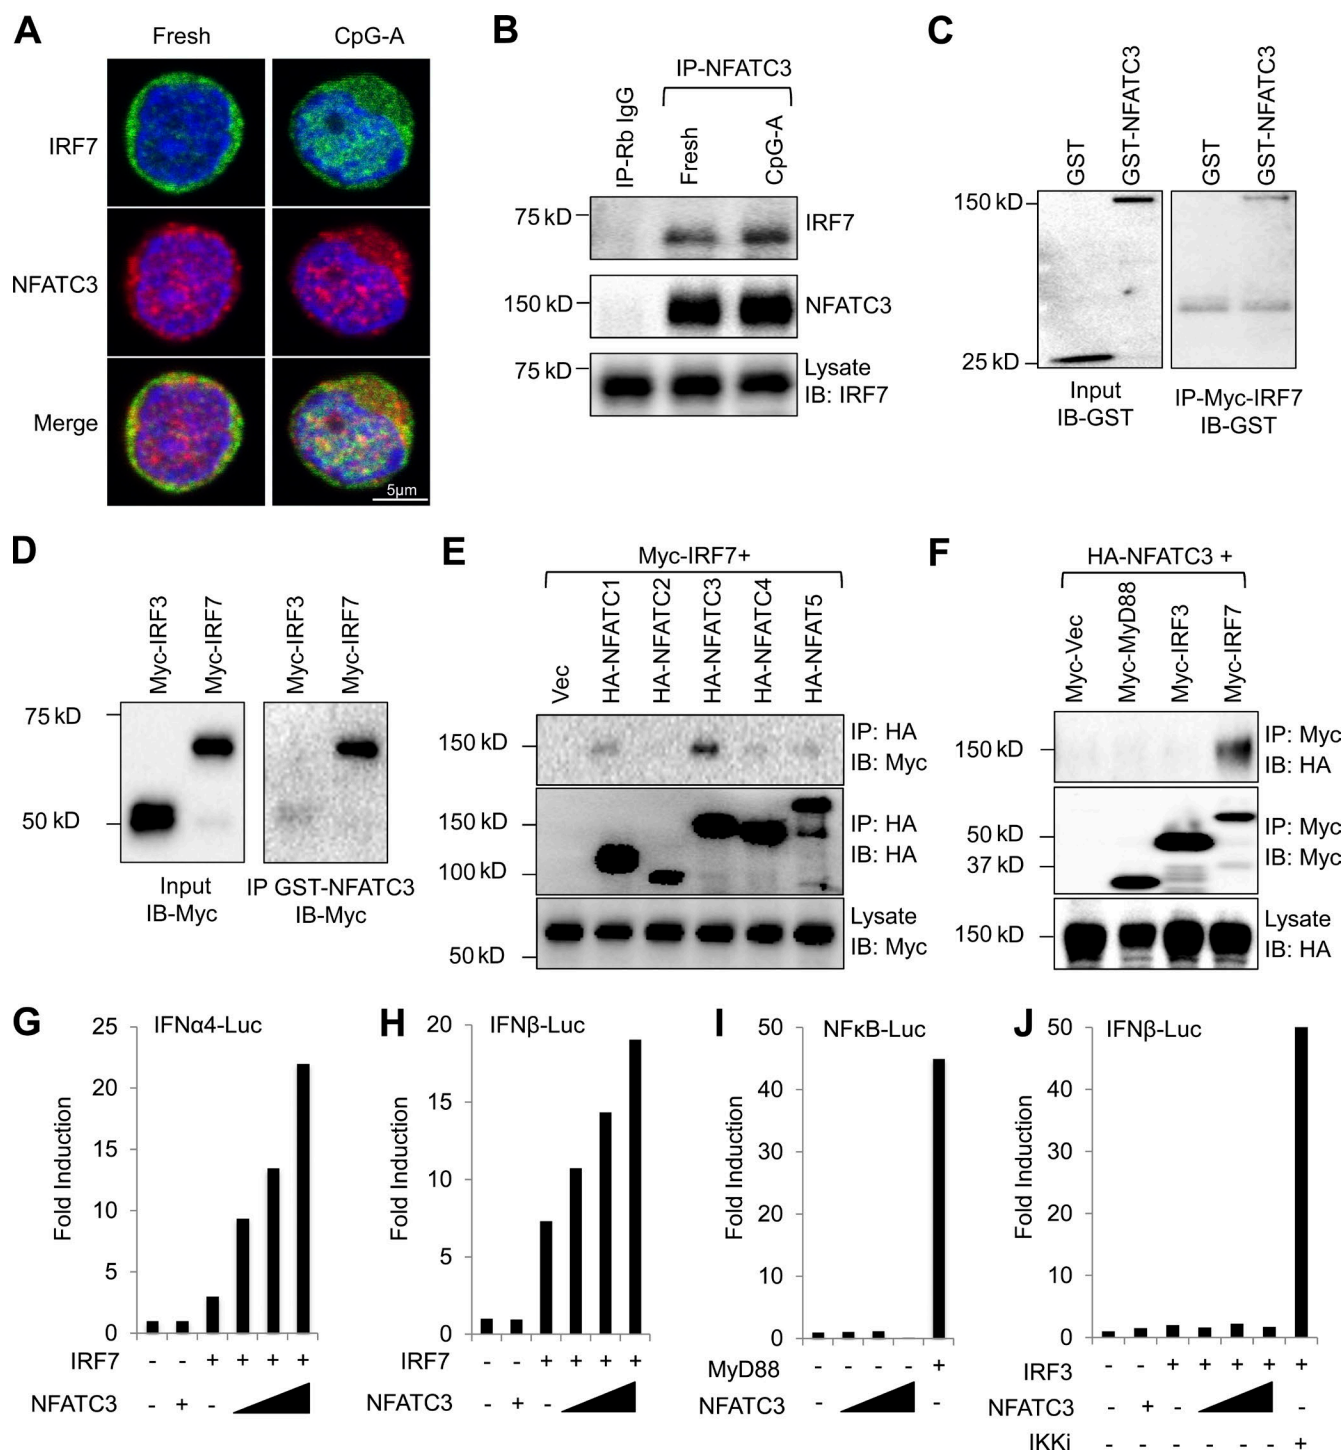 A
Fresh
CpG-A
IRF7
NFATC3
Merge
5μm
B
IP-NFATC3
IP-Rb IgG
Fresh
CpG-A
75 kD
IRF7
150 kD
NFATC3
75 kD
Lysate
IB: IRF7
C
GST
GST-NFATC3
GST
GST-NFATC3
150 kD
25 kD
Input
IB-GST
IP-Myc-IRF7
IB-GST
D
Myc-IRF3
Myc-IRF7
Myc-IRF3
Myc-IRF7
75 kD
50 kD
Input
IB-Myc
IP GST-NFATC3
IB-Myc
E
Myc-IRF7+
Vec
HA-NFATC1
HA-NFATC2
HA-NFATC3
HA-NFATC4
HA-NFAT5
150 kD
IP: HA
IB: Myc
150 kD
100 kD
IP: HA
IB: HA
50 kD
Lysate
IB: Myc
F
HA-NFATC3 +
Myc-Vec
Myc-MyD88
Myc-IRF3
Myc-IRF7
150 kD
IP: Myc
IB: HA
50 kD
37 kD
IP: Myc
IB: Myc
150 kD
Lysate
IB: HA
G
IFNα4-Luc
Fold Induction
25
20
15
10
5
0
IRF7 - - + + + +
NFATC3 - + -
H
IFNβ-Luc
Fold Induction
20
15
10
5
0
IRF7 - - + + + +
NFATC3 - + -
I
NFκB-Luc
Fold Induction
50
40
30
20
10
0
MyD88 - - - - +
NFATC3 - -
J
IFNβ-Luc
Fold Induction
50
40
30
20
10
0
IRF3 - - + + + + +
NFATC3 - + - -
IKKi - - - - - - +